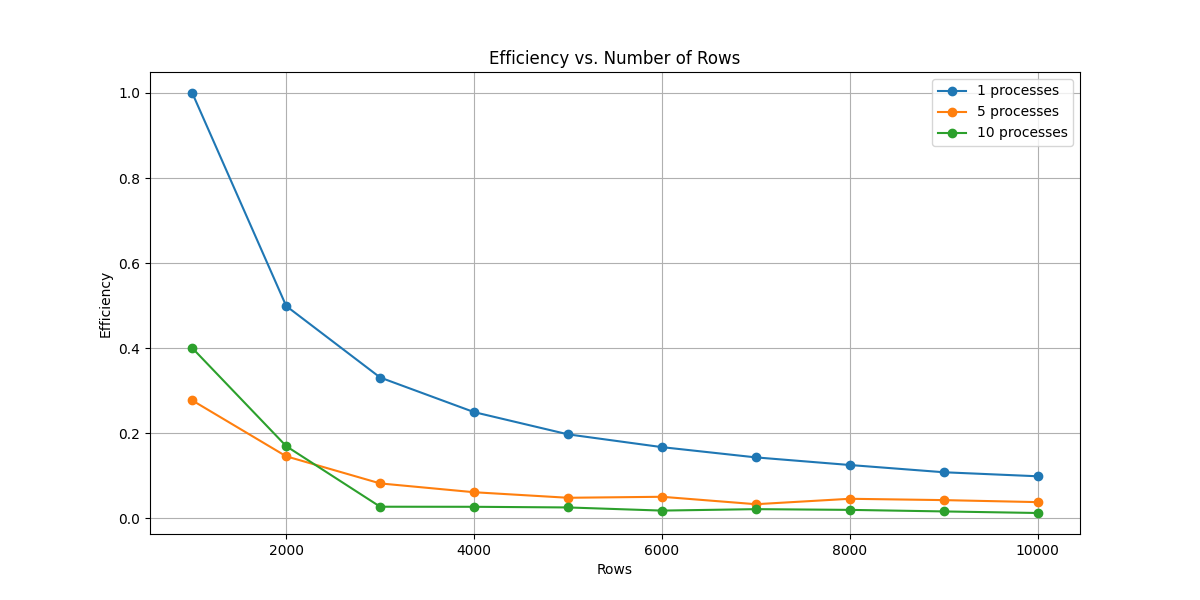 Efficiency vs. Number of Rows
1 processes
5 processes
10 processes
1.0
0.8
0.6
0.4
0.2
0.0
Efficiency
2000
4000
6000
8000
10000
Rows